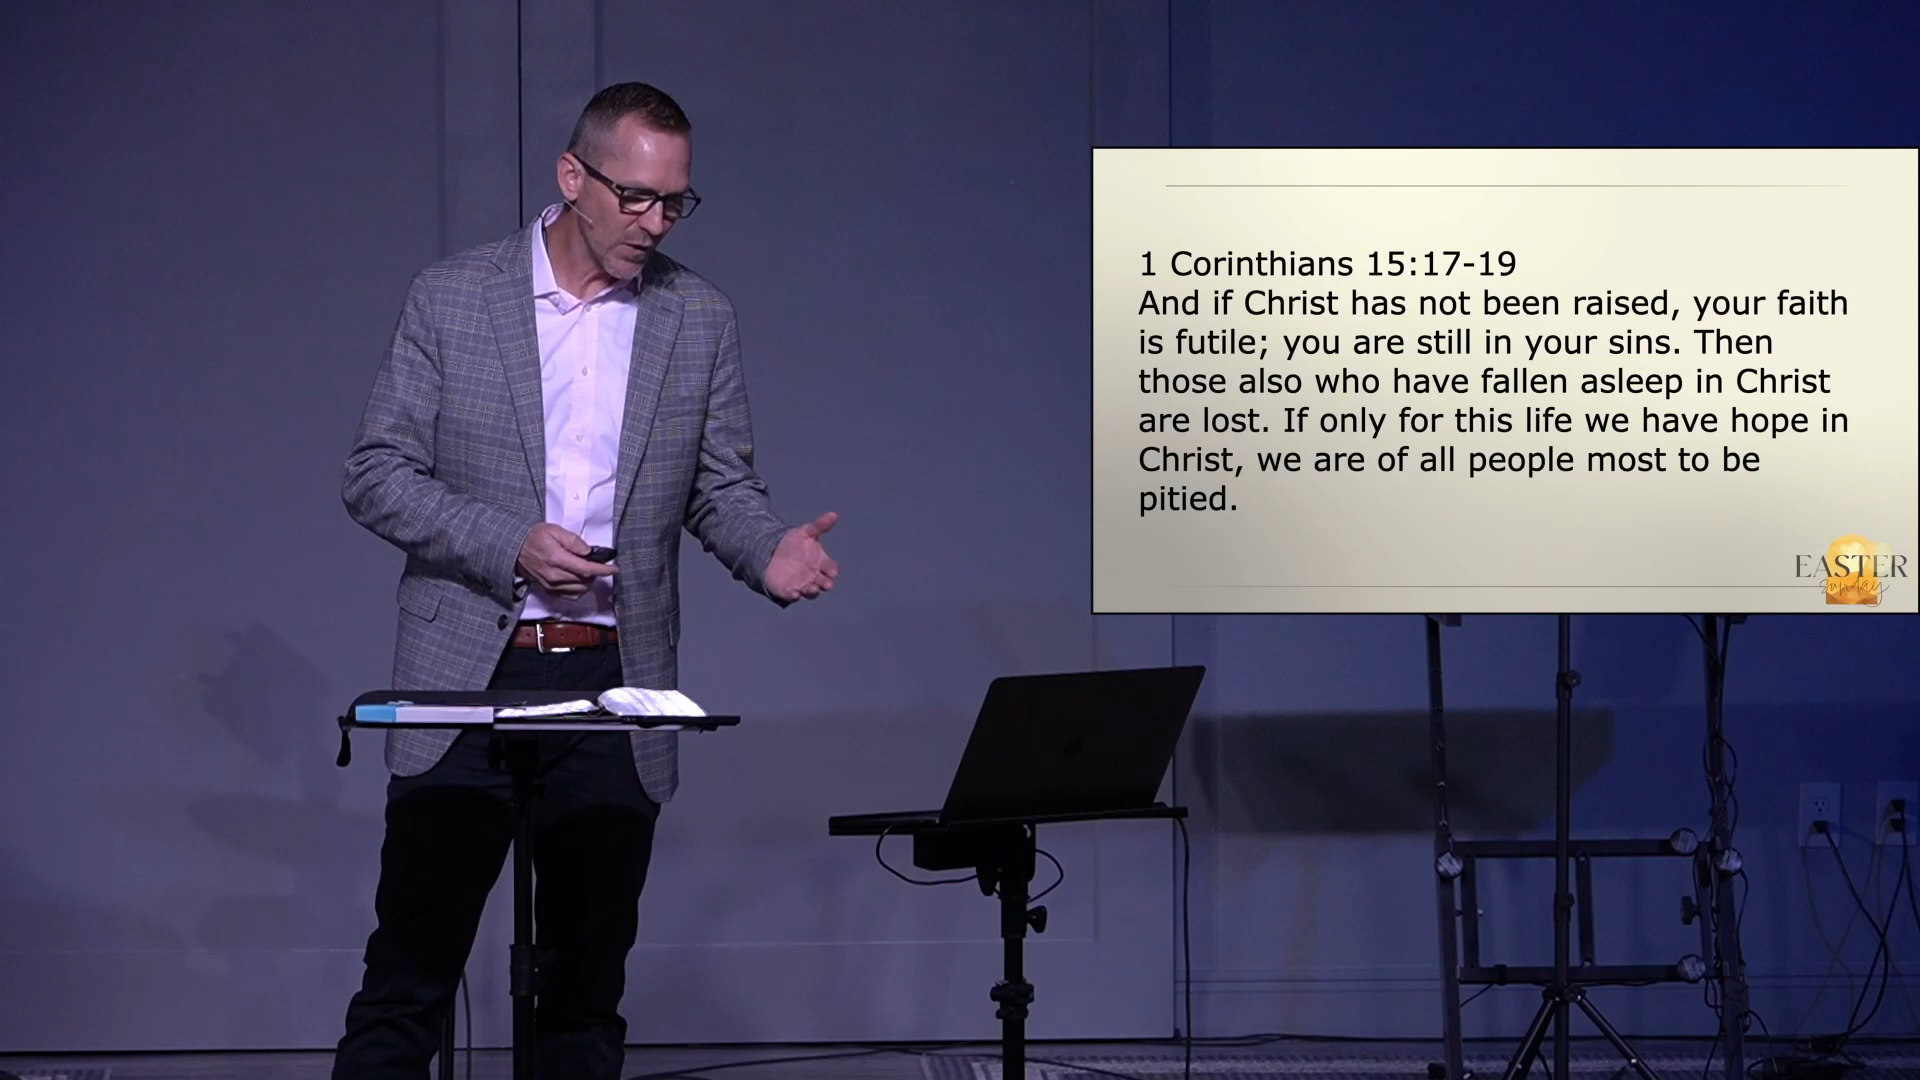 1 Corinthians 15:17-19
And if Christ has not been raised, your faith
is futile; you are still in your sins. Then
those also who have fallen asleep in Christ
are lost. If only for this life we have hope in
Christ, we are of all people most to be
pitied.
EASTER
sunday